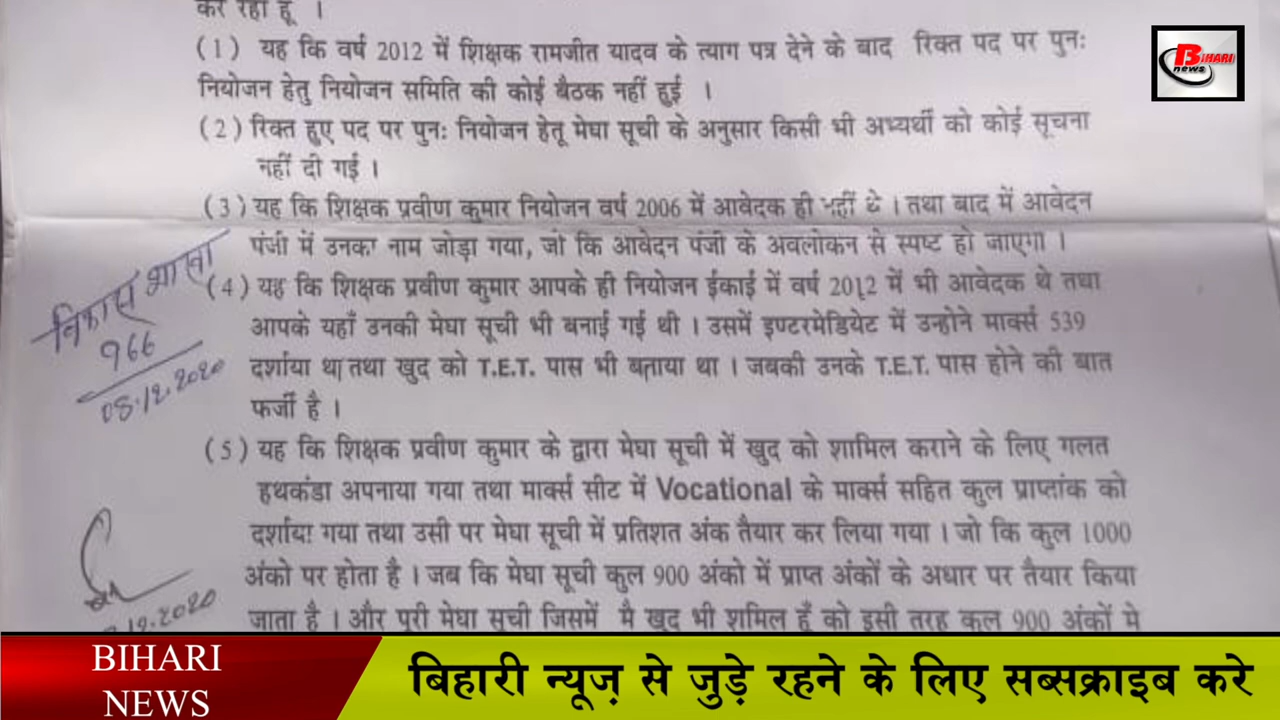 कर रहा हूँ ।
(1) यह कि वर्ष 2012 में शिक्षक रामजीत यादव के त्याग पत्र देने के बाद रिक्त पद पर पुनः
नियोजन हेतु नियोजन समिति की कोई बैठक नहीं हुई ।
(2) रिक्त हुए पद पर पुनः नियोजन हेतू मेघा सूची के अनुसार किसी भी अभ्यर्थी को कोई सूचना
नहीं दी गई ।
(3) यह कि शिक्षक प्रवीण कुमार नियोजन वर्ष 2006 में आवेदक ही नहीं थे । तथा बाद में आवेदन
पंजी में उनका नाम जोड़ा गया, जो कि आवेदन पंजी के अवलोकन से स्पष्ट हो जाएगा ।
(4) यह कि शिक्षक प्रवीण कुमार आपके ही नियोजन ईकाई में वर्ष 2012 में भी आवेदक थे तथा
आपके यहाँ उनकी मेघा सूची भी बनाई गई थी । उसमें इण्टरमेडियेट में उन्होने मार्क्स 539
दर्शाया था तथा खुद को T.E.T. पास भी बताया था । जबकी उनके T.E.T. पास होने की बात
फर्जी है ।
(5) यह कि शिक्षक प्रवीण कुमार के द्वारा मेघा सूची में खुद को शामिल कराने के लिए गलत
हथकंडा अपनाया गया तथा मार्क्स सीट में Vocational के मार्क्स सहित कुल प्राप्तांक को
दर्शाया गया तथा उसी पर मेघा सूची में प्रतिशत अंक तैयार कर लिया गया । जो कि कुल 1000
अंको पर होता है । जब कि मेघा सूची कुल 900 अंकों में प्राप्त अंकों के अधार पर तैयार किया
जाता है । और पूरी मेघा सूची जिसमें मै खुद भी शमिल हूँ को इसी तरह कुल 900 अंकों मे
विकास शाखा
966
08.12.2020
.12.2020
BIHARI
news
BIHARI
NEWS
बिहारी न्यूज़ से जुड़े रहने के लिए सब्सक्राइब करे